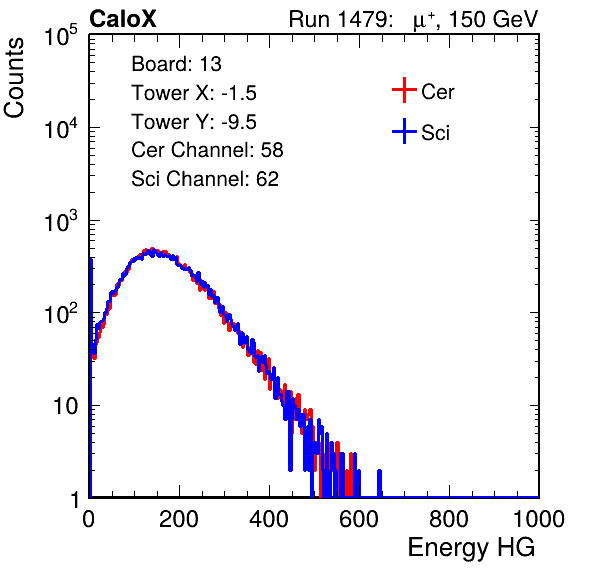 CaloX Run 1479: μ⁺, 150 GeV
Board: 13
Tower X: -1.5
Tower Y: -9.5
Cer Channel: 58
Sci Channel: 62
Cer
Sci
Counts
10⁵
10⁴
10³
10²
10
1
0 200 400 600 800 1000
Energy HG